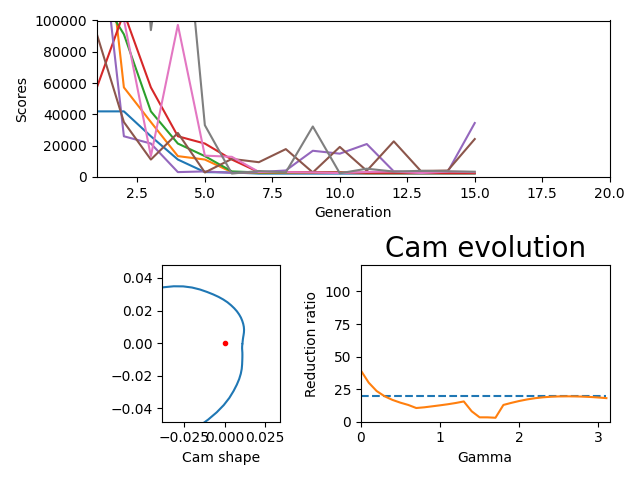 100000
80000
60000
40000
20000
0
Scores
2.5 5.0 7.5 10.0 12.5 15.0 17.5 20.0
Generation
Cam evolution
0.04
0.02
0.00
−0.02
−0.04
−0.025 0.000 0.025
Cam shape
100
75
50
25
0
Reduction ratio
0 1 2 3
Gamma